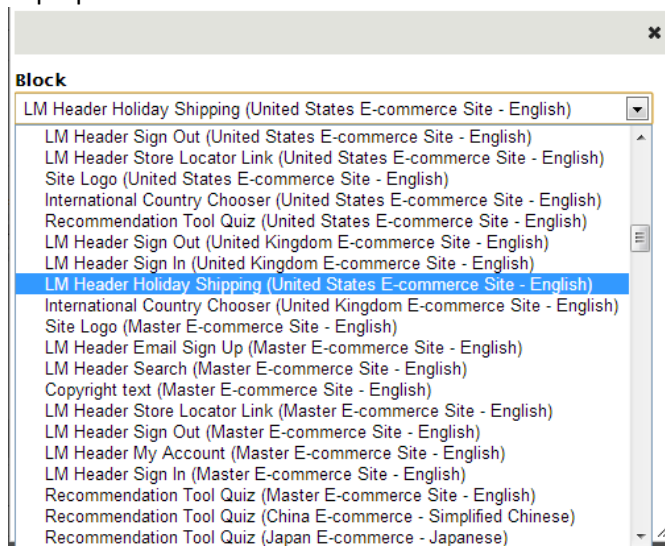 Block
LM Header Holiday Shipping (United States E-commerce Site - English)
LM Header Sign Out (United States E-commerce Site - English)
LM Header Store Locator Link (United States E-commerce Site - English)
Site Logo (United States E-commerce Site - English)
International Country Chooser (United States E-commerce Site - English)
Recommendation Tool Quiz (United States E-commerce Site - English)
LM Header Sign Out (United Kingdom E-commerce Site - English)
LM Header Sign In (United Kingdom E-commerce Site - English)
LM Header Holiday Shipping (United States E-commerce Site - English)
International Country Chooser (United Kingdom E-commerce Site - English)
Site Logo (Master E-commerce Site - English)
LM Header Email Sign Up (Master E-commerce Site - English)
LM Header Search (Master E-commerce Site - English)
Copyright text (Master E-commerce Site - English)
LM Header Store Locator Link (Master E-commerce Site - English)
LM Header Sign Out (Master E-commerce Site - English)
LM Header My Account (Master E-commerce Site - English)
LM Header Sign In (Master E-commerce Site - English)
Recommendation Tool Quiz (Master E-commerce Site - English)
Recommendation Tool Quiz (China E-commerce - Simplified Chinese)
Recommendation Tool Quiz (Japan E-commerce - Japanese)